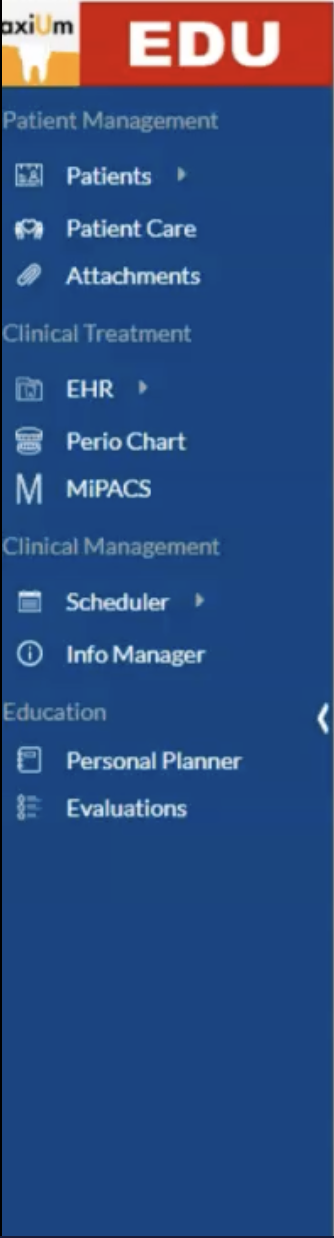 axiUm
EDU
Patient Management
Patients
Patient Care
Attachments
Clinical Treatment
EHR
Perio Chart
M MiPACS
Clinical Management
Scheduler
Info Manager
Education
Personal Planner
Evaluations